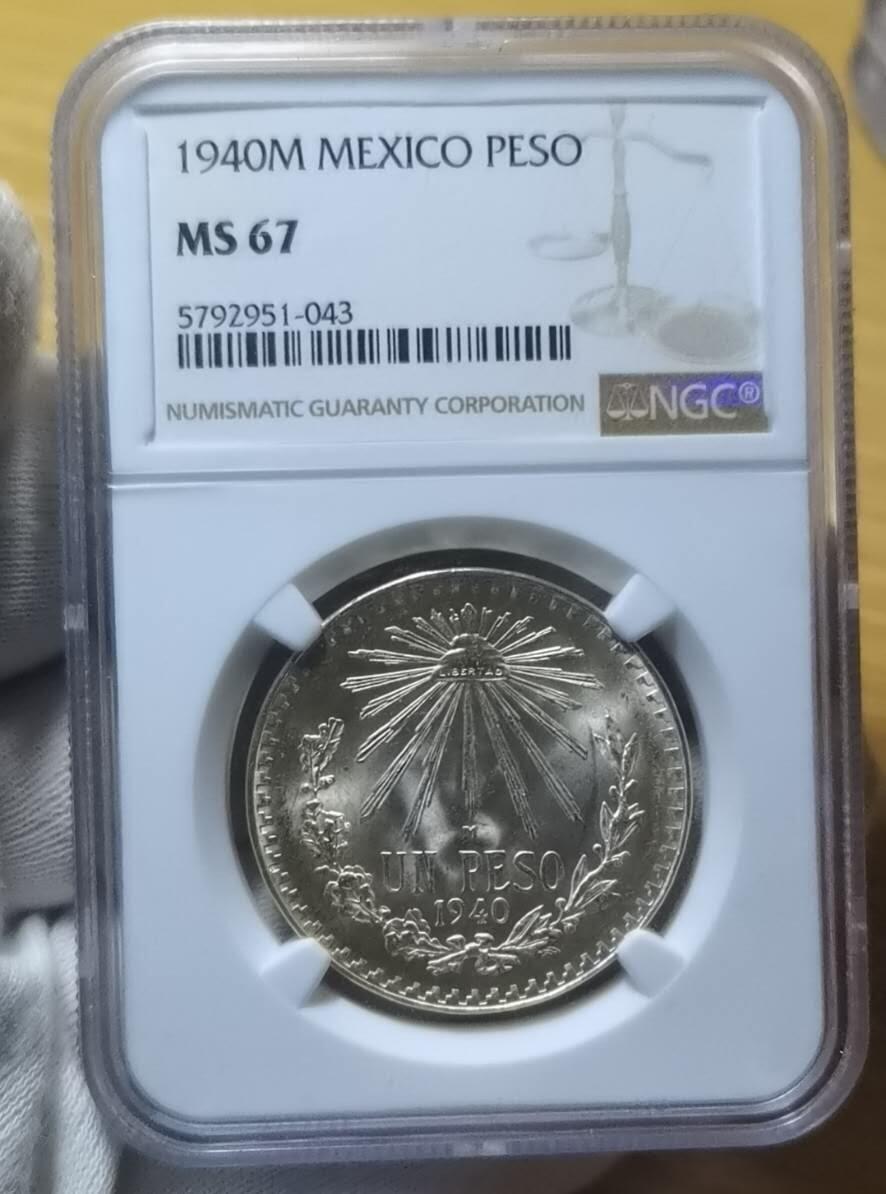 1940M MEXICO PESO
MS 67
5792951-043
NUMISMATIC GUARANTY CORPORATION
NGC®
LIBERTAD
M
UN PESO
1940